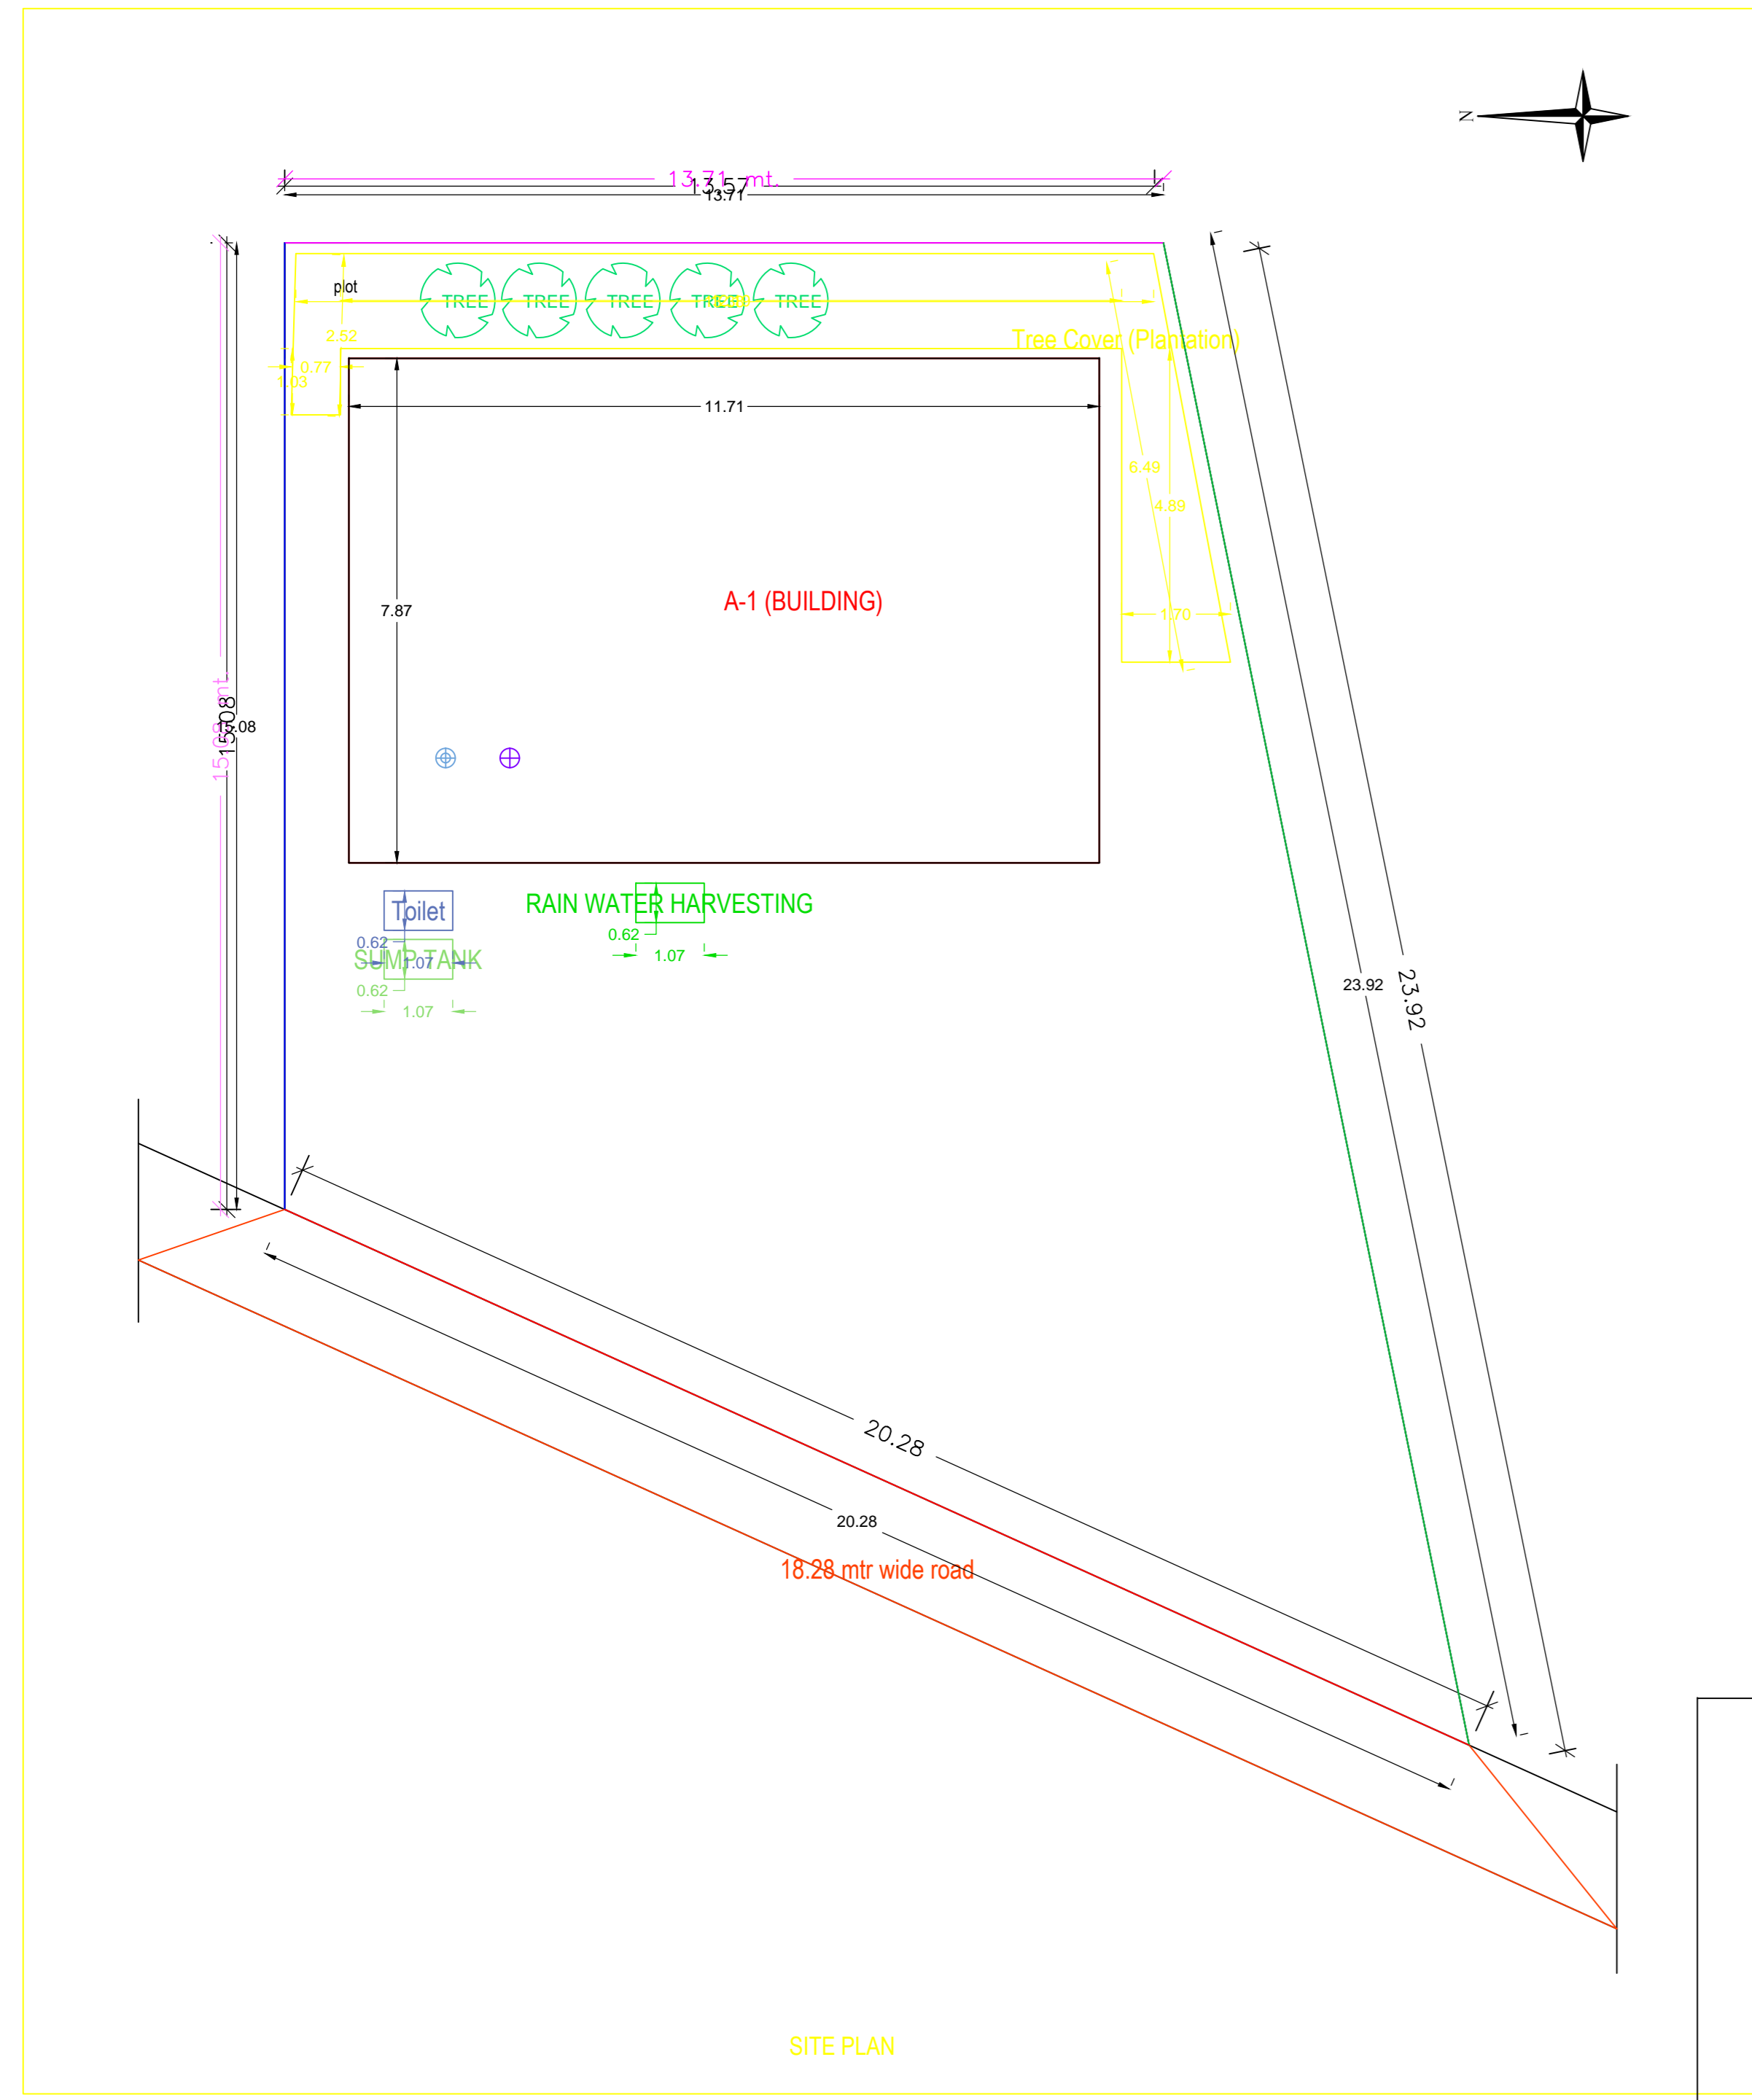 N
13.71 mt.
13.57
13.71
plot
TREE
TREE
TREE
TREE
TREE
2.52
Tree Cover (Plantation)
0.77
1.03
11.71
6.49
4.89
A-1 (BUILDING)
7.87
1.70
15.08 mt.
15.08
15.08
Toilet
RAIN WATER HARVESTING
0.62
0.62
SUMP TANK
1.07
1.07
0.62
1.07
23.92
23.92
20.28
20.28
18.28 mtr wide road
SITE PLAN